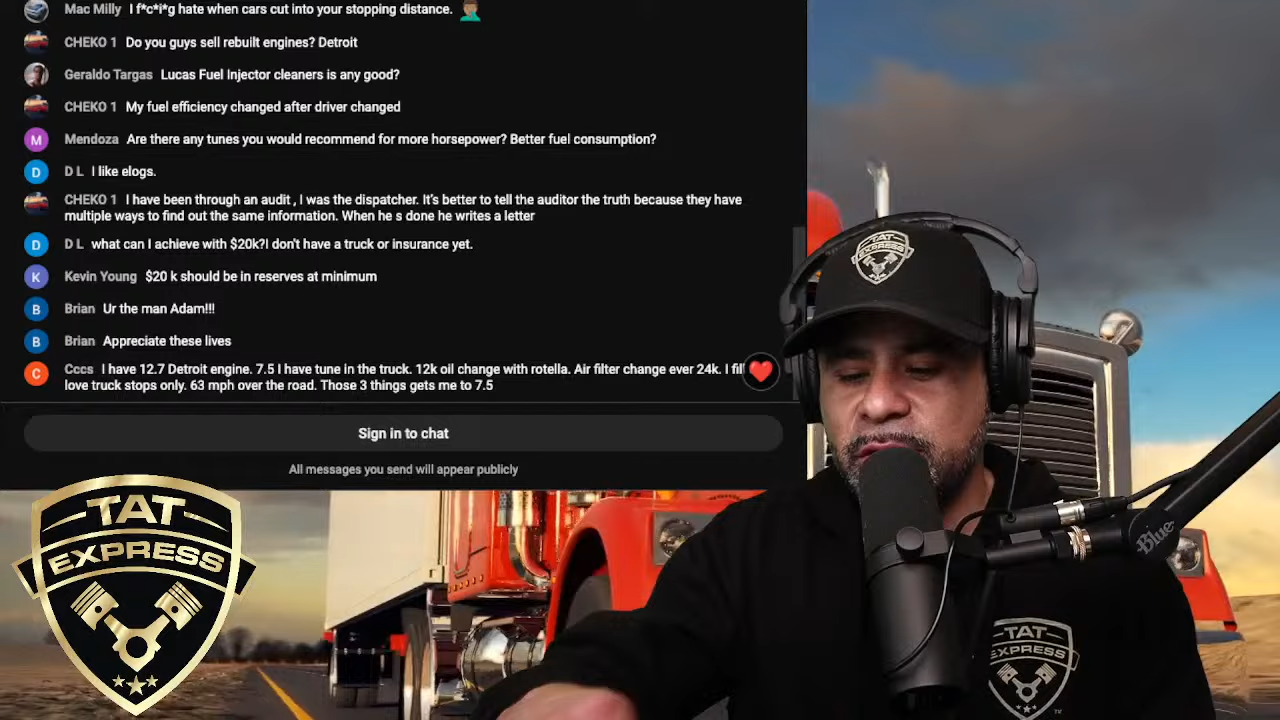 Mac Milly I f*c*i*g hate when cars cut into your stopping distance.
CHEKO 1 Do you guys sell rebuilt engines? Detroit
Geraldo Targas Lucas Fuel Injector cleaners is any good?
CHEKO 1 My fuel efficiency changed after driver changed
M Mendoza Are there any tunes you would recommend for more horsepower? Better fuel consumption?
D D L I like elogs.
CHEKO 1 I have been through an audit , I was the dispatcher. It's better to tell the auditor the truth because they have
multiple ways to find out the same information. When he s done he writes a letter
D D L what can I achieve with $20k?I don't have a truck or insurance yet.
K Kevin Young $20 k should be in reserves at minimum
B Brian Ur the man Adam!!!
B Brian Appreciate these lives
C Cccs I have 12.7 Detroit engine. 7.5 I have tune in the truck. 12k oil change with rotella. Air filter change ever 24k. I fill
love truck stops only. 63 mph over the road. Those 3 things gets me to 7.5
Sign in to chat
All messages you send will appear publicly
TAT
EXPRESS
TAT
EXPRESS
Blue
TAT
EXPRESS
TM